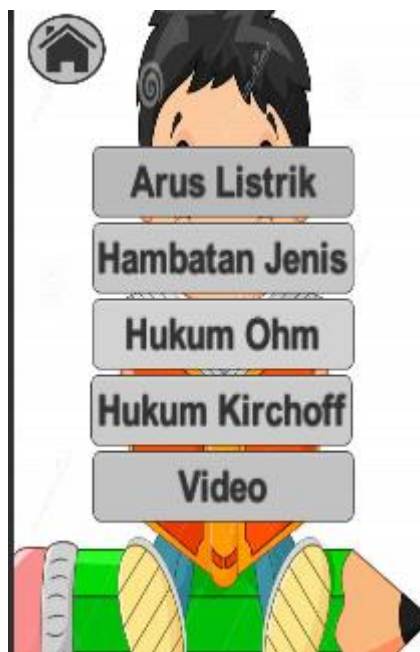 Arus Listrik
Hambatan Jenis
Hukum Ohm
Hukum Kirchoff
Video